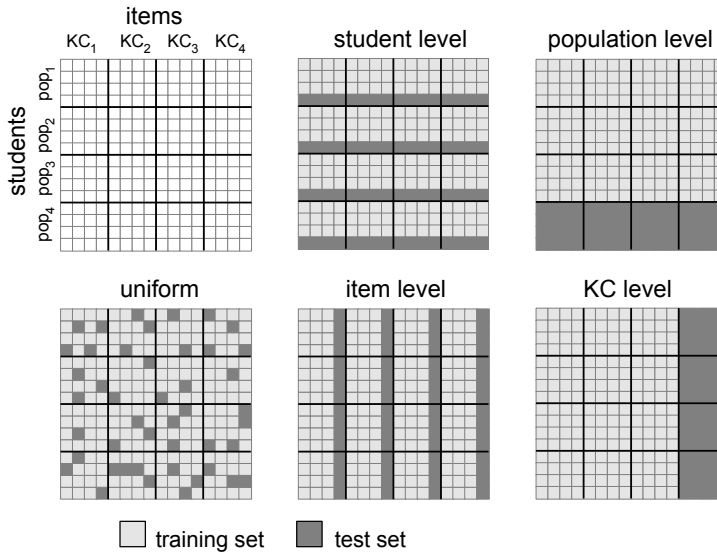 items
KC₁ KC₂ KC₃ KC₄
students
pop₁
pop₂
pop₃
pop₄
student level
population level
uniform
item level
KC level
training set
test set